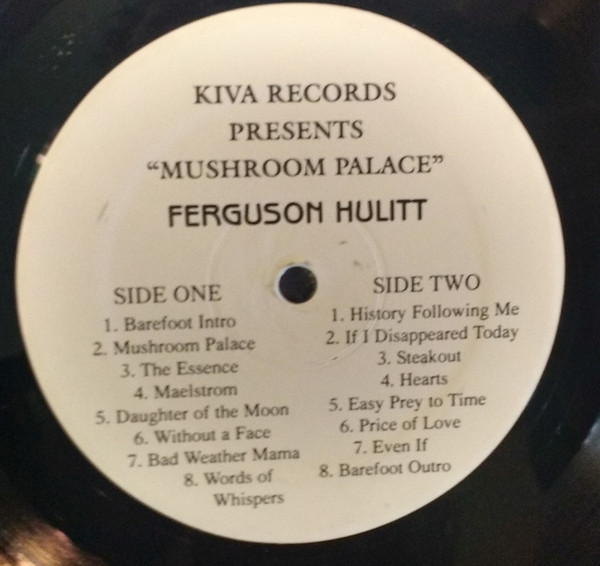 KIVA RECORDS
PRESENTS
“MUSHROOM PALACE”
FERGUSON HULITT
SIDE ONE
1. Barefoot Intro
2. Mushroom Palace
3. The Essence
4. Maelstrom
5. Daughter of the Moon
6. Without a Face
7. Bad Weather Mama
8. Words of
Whispers
SIDE TWO
1. History Following Me
2. If I Disappeared Today
3. Steakout
4. Hearts
5. Easy Prey to Time
6. Price of Love
7. Even If
8. Barefoot Outro